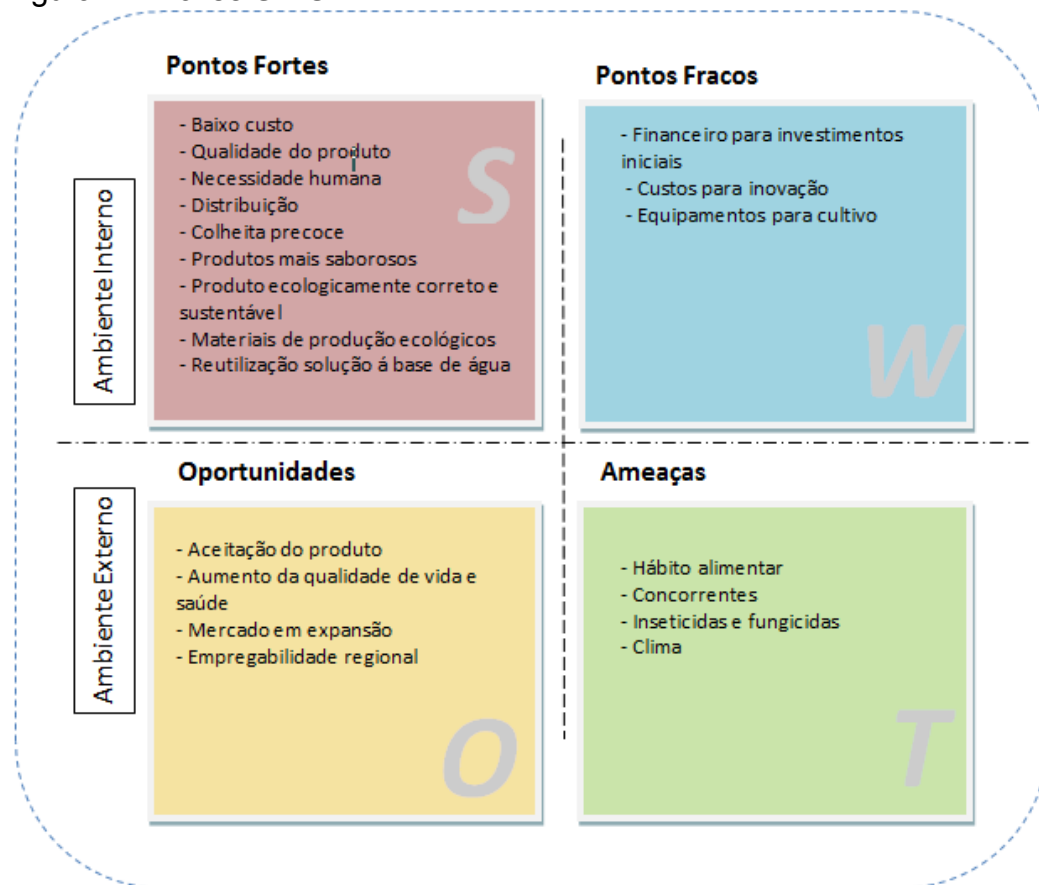 Pontos Fortes
- Baixo custo
- Qualidade do produto
- Necessidade humana
- Distribuição
- Colheita precoce
- Produtos mais saborosos
- Produto ecologicamente correto e
sustentável
- Materiais de produção ecológicos
- Reutilização solução á base de água
S
Pontos Fracos
- Financeiro para investimentos
iniciais
- Custos para inovação
- Equipamentos para cultivo
W
Ambiente Interno
Oportunidades
- Aceitação do produto
- Aumento da qualidade de vida e
saúde
- Mercado em expansão
- Empregabilidade regional
O
Ameaças
- Hábito alimentar
- Concorrentes
- Inseticidas e fungicidas
- Clima
T
Ambiente Externo